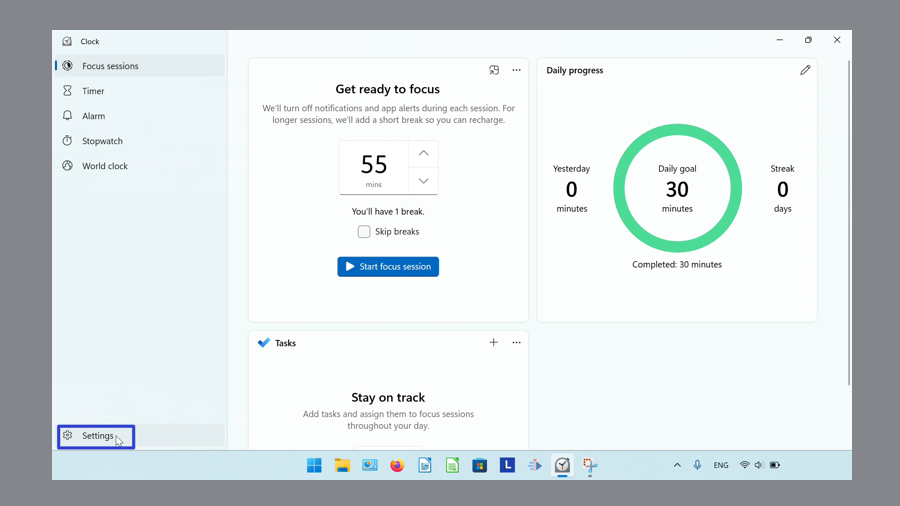 Clock
Focus sessions
Timer
Alarm
Stopwatch
World clock
Settings
Get ready to focus
We'll turn off notifications and app alerts during each session. For
longer sessions, we'll add a short break so you can recharge.
55
mins
You'll have 1 break.
Skip breaks
Start focus session
Daily progress
Yesterday
0
minutes
Daily goal
30
minutes
Streak
0
days
Completed: 30 minutes
Tasks
Stay on track
Add tasks and assign them to focus sessions
throughout your day.
L
ENG